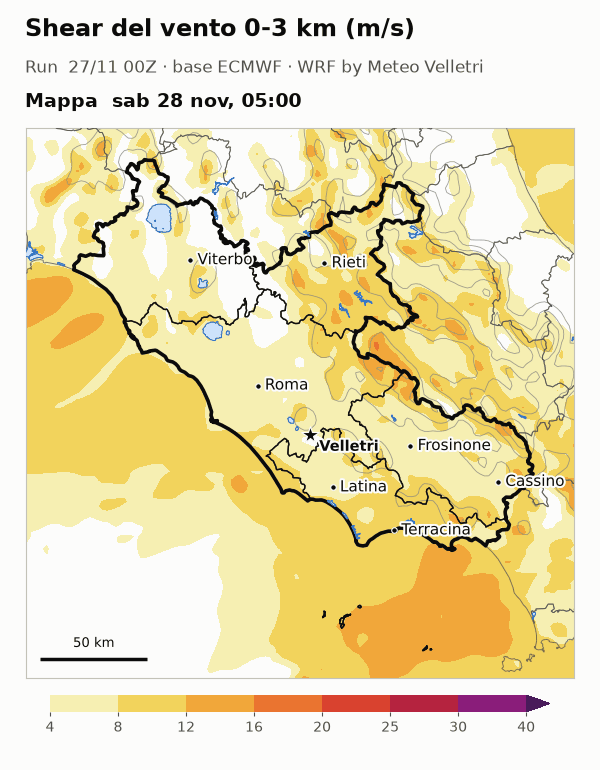 Shear del vento 0-3 km (m/s)
Run  27/11 00Z · base ECMWF · WRF by Meteo Velletri
Mappa  sab 28 nov, 05:00
Viterbo
Rieti
Roma
Velletri
Frosinone
Latina
Cassino
Terracina
50 km
4 8 12 16 20 25 30 40